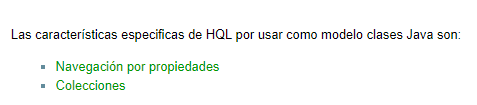 Las características especificas de HQL por usar como modelo clases Java son:
Navegación por propiedades
Colecciones